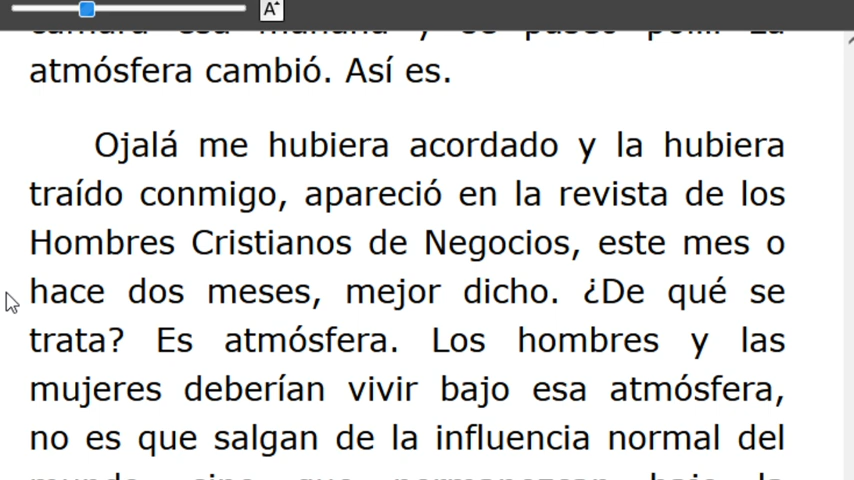 A
atmósfera cambió. Así es.
Ojalá me hubiera acordado y la hubiera
traído conmigo, apareció en la revista de los
Hombres Cristianos de Negocios, este mes o
hace dos meses, mejor dicho. ¿De qué se
trata? Es atmósfera. Los hombres y las
mujeres deberían vivir bajo esa atmósfera,
no es que salgan de la influencia normal del